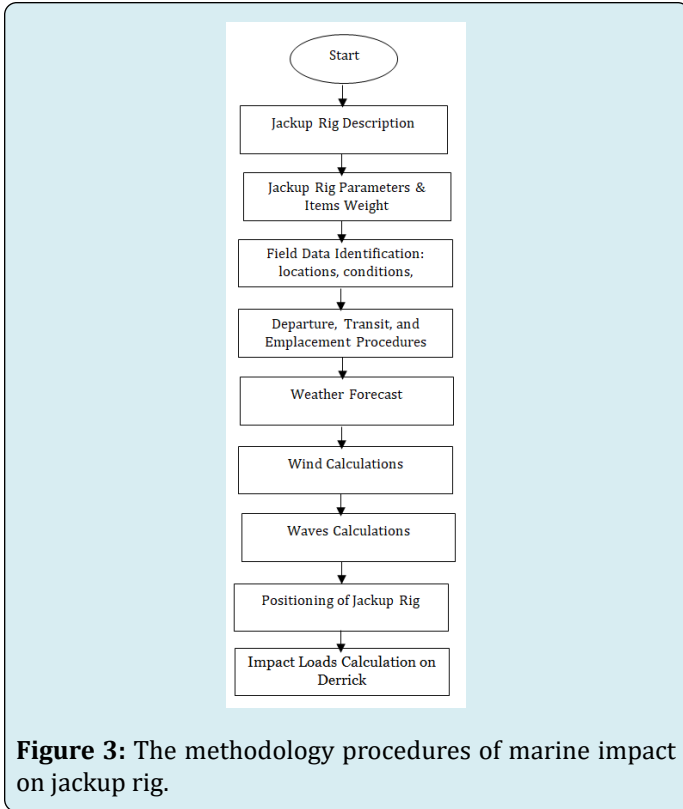 Start
Jackup Rig Description
Jackup Rig Parameters &
Items Weight
Field Data Identification:
locations, conditions,
Departure, Transit, and
Emplacement Procedures
Weather Forecast
Wind Calculations
Waves Calculations
Positioning of Jackup Rig
Impact Loads Calculation on
Derrick
Figure 3: The methodology procedures of marine impact
on jackup rig.